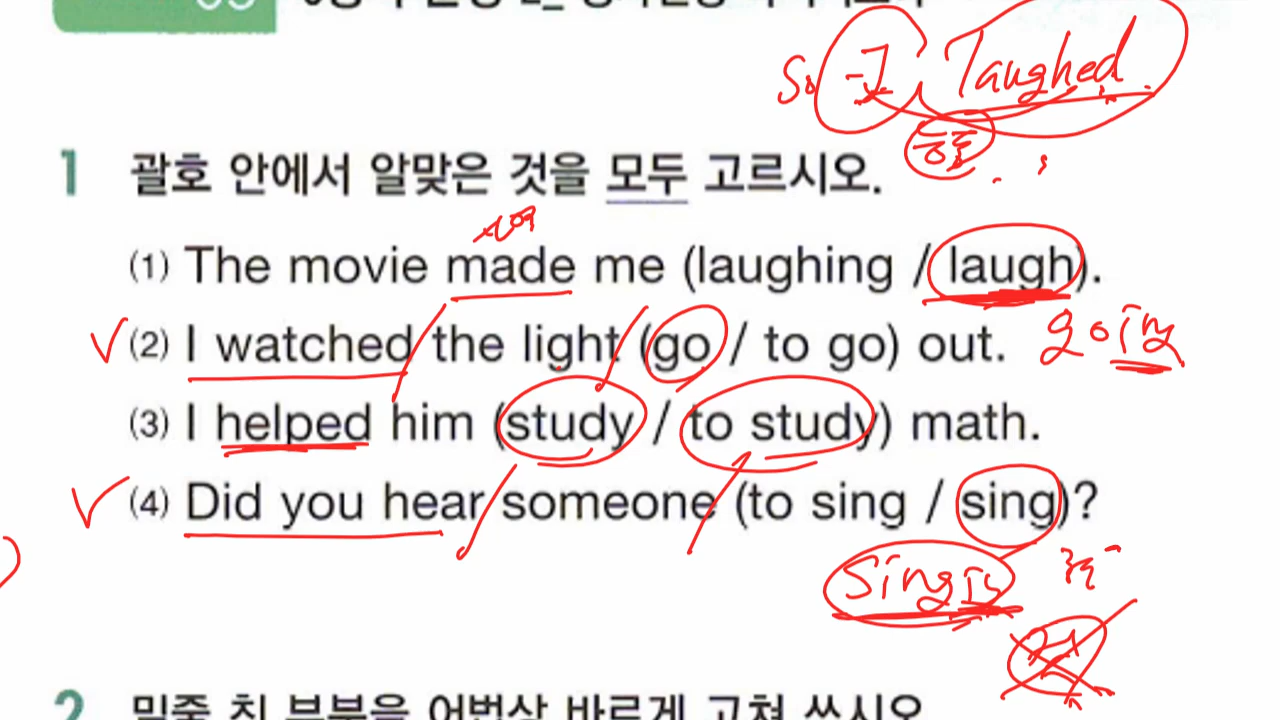 So I laughed
1 괄호 안에서 알맞은 것을 모두 고르시오.
(1) The movie made me (laughing / laugh).
(2) I watched the light (go / to go) out. going
(3) I helped him (study / to study) math.
(4) Did you hear someone (to sing / sing)?
2 밑줄 친 부분을 어법상 바르게 고쳐 쓰시오